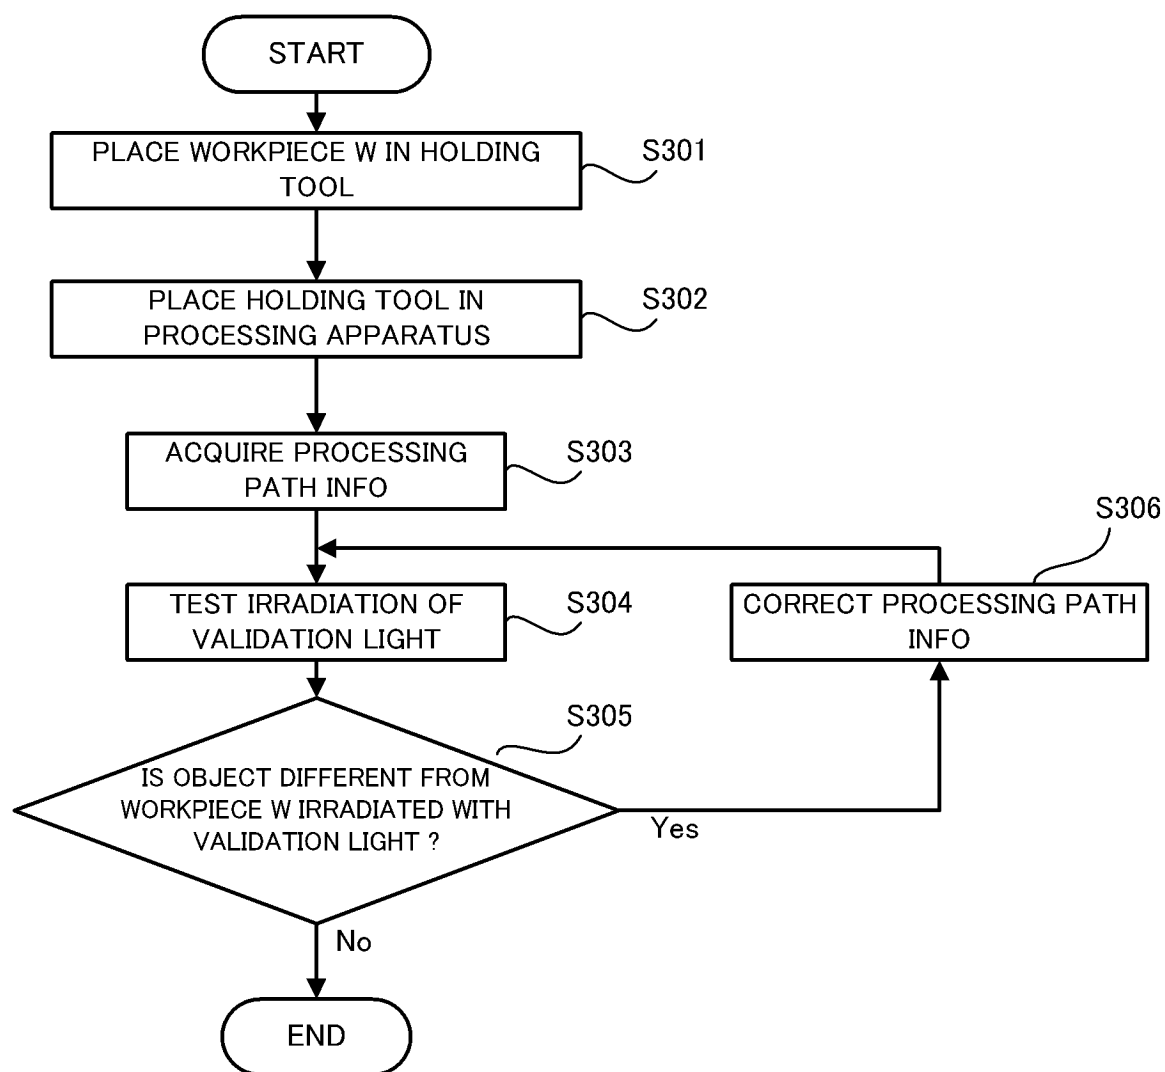 START
PLACE WORKPIECE W IN HOLDING
TOOL
S301
PLACE HOLDING TOOL IN
PROCESSING APPARATUS
S302
ACQUIRE PROCESSING
PATH INFO
S303
S306
TEST IRRADIATION OF
VALIDATION LIGHT
S304
CORRECT PROCESSING PATH
INFO
S305
IS OBJECT DIFFERENT FROM
WORKPIECE W IRRADIATED WITH
VALIDATION LIGHT ?
Yes
No
END